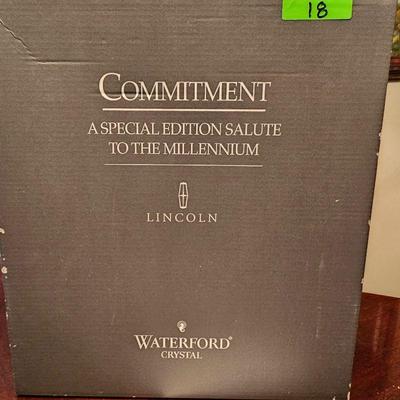 18
COMMITMENT
A SPECIAL EDITION SALUTE
TO THE MILLENNIUM
LINCOLN
WATERFORD®
CRYSTAL